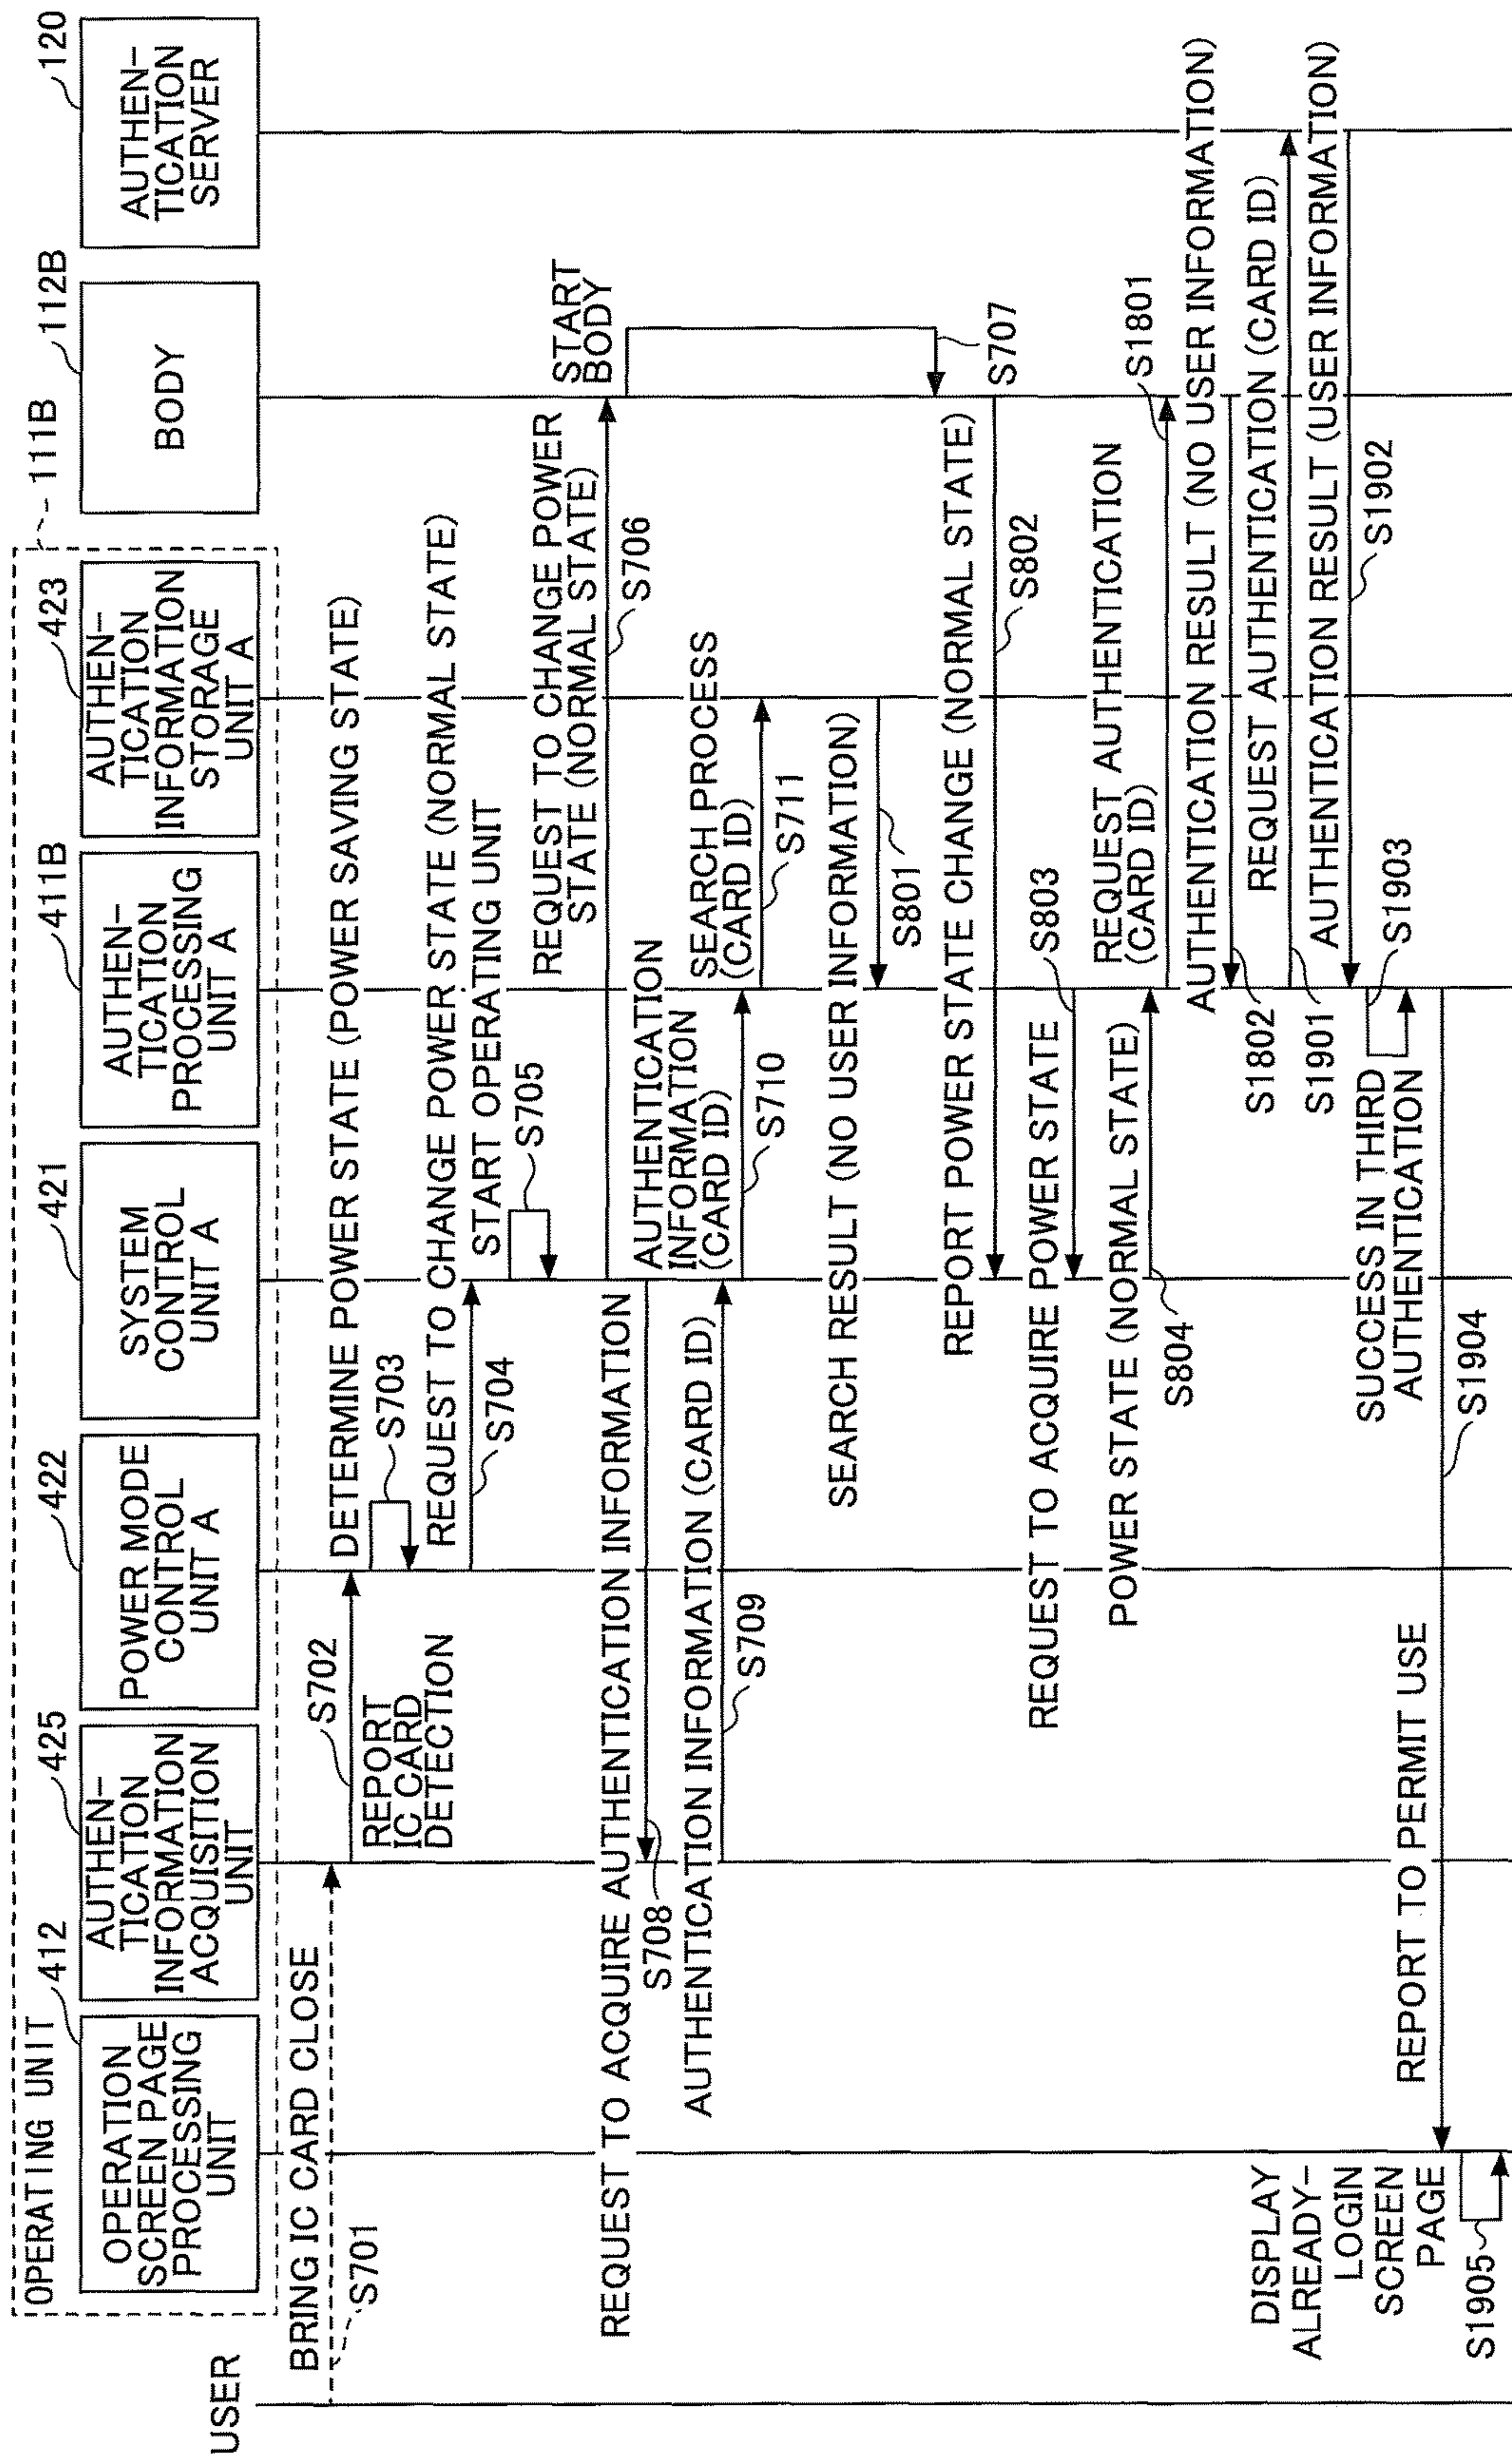 USER
OPERATING UNIT
111B
OPERATION
SCREEN PAGE
PROCESSING
UNIT
412
AUTHEN-
TICATION
INFORMATION
ACQUISITION
UNIT
425
POWER MODE
CONTROL
UNIT A
422
SYSTEM
CONTROL
UNIT A
421
AUTHEN-
TICATION
PROCESSING
UNIT A
411B
AUTHEN-
TICATION
INFORMATION
STORAGE
UNIT A
423
BODY
112B
AUTHEN-
TICATION
SERVER
120
BRING IC CARD CLOSE
S701
S702
REPORT
IC CARD
DETECTION
DETERMINE POWER STATE (POWER SAVING STATE)
S703
REQUEST TO CHANGE POWER STATE (NORMAL STATE)
S704
START OPERATING UNIT
S705
REQUEST TO CHANGE POWER
STATE (NORMAL STATE)
S706
START
BODY
S707
REQUEST TO ACQUIRE AUTHENTICATION INFORMATION
S708
AUTHENTICATION INFORMATION (CARD ID)
S709
AUTHENTICATION
INFORMATION
(CARD ID)
S710
SEARCH PROCESS
(CARD ID)
S711
SEARCH RESULT (NO USER INFORMATION)
S801
REPORT POWER STATE CHANGE (NORMAL STATE)
S802
REQUEST TO ACQUIRE POWER STATE
S803
POWER STATE (NORMAL STATE)
S804
REQUEST AUTHENTICATION
(CARD ID)
S1801
AUTHENTICATION RESULT (NO USER INFORMATION)
S1802
REQUEST AUTHENTICATION (CARD ID)
S1901
AUTHENTICATION RESULT (USER INFORMATION)
S1902
SUCCESS IN THIRD
AUTHENTICATION
S1903
REPORT TO PERMIT USE
S1904
DISPLAY
ALREADY-
LOGIN
SCREEN
PAGE
S1905